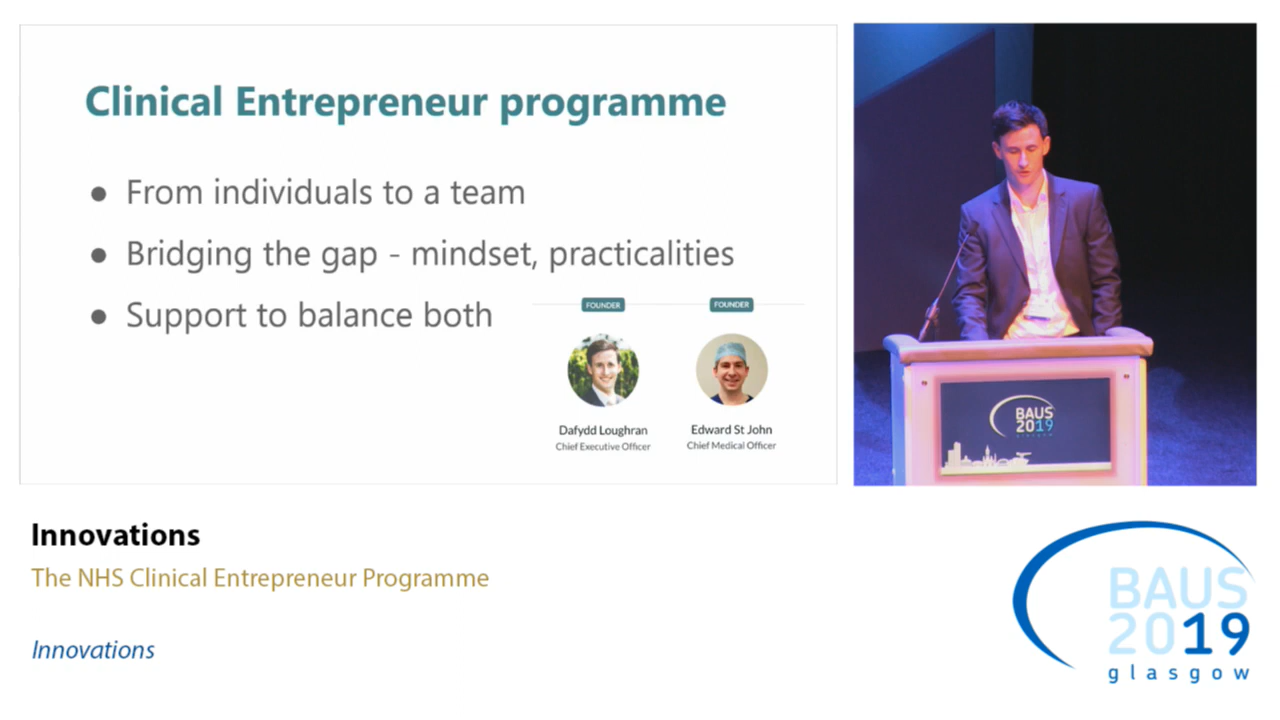 Clinical Entrepreneur programme
● From individuals to a team
● Bridging the gap - mindset, practicalities
● Support to balance both
FOUNDER
FOUNDER
Dafydd Loughran
Chief Executive Officer
Edward St John
Chief Medical Officer
BAUS
2019
glasgow
Innovations
The NHS Clinical Entrepreneur Programme
Innovations
BAUS
2019
glasgow